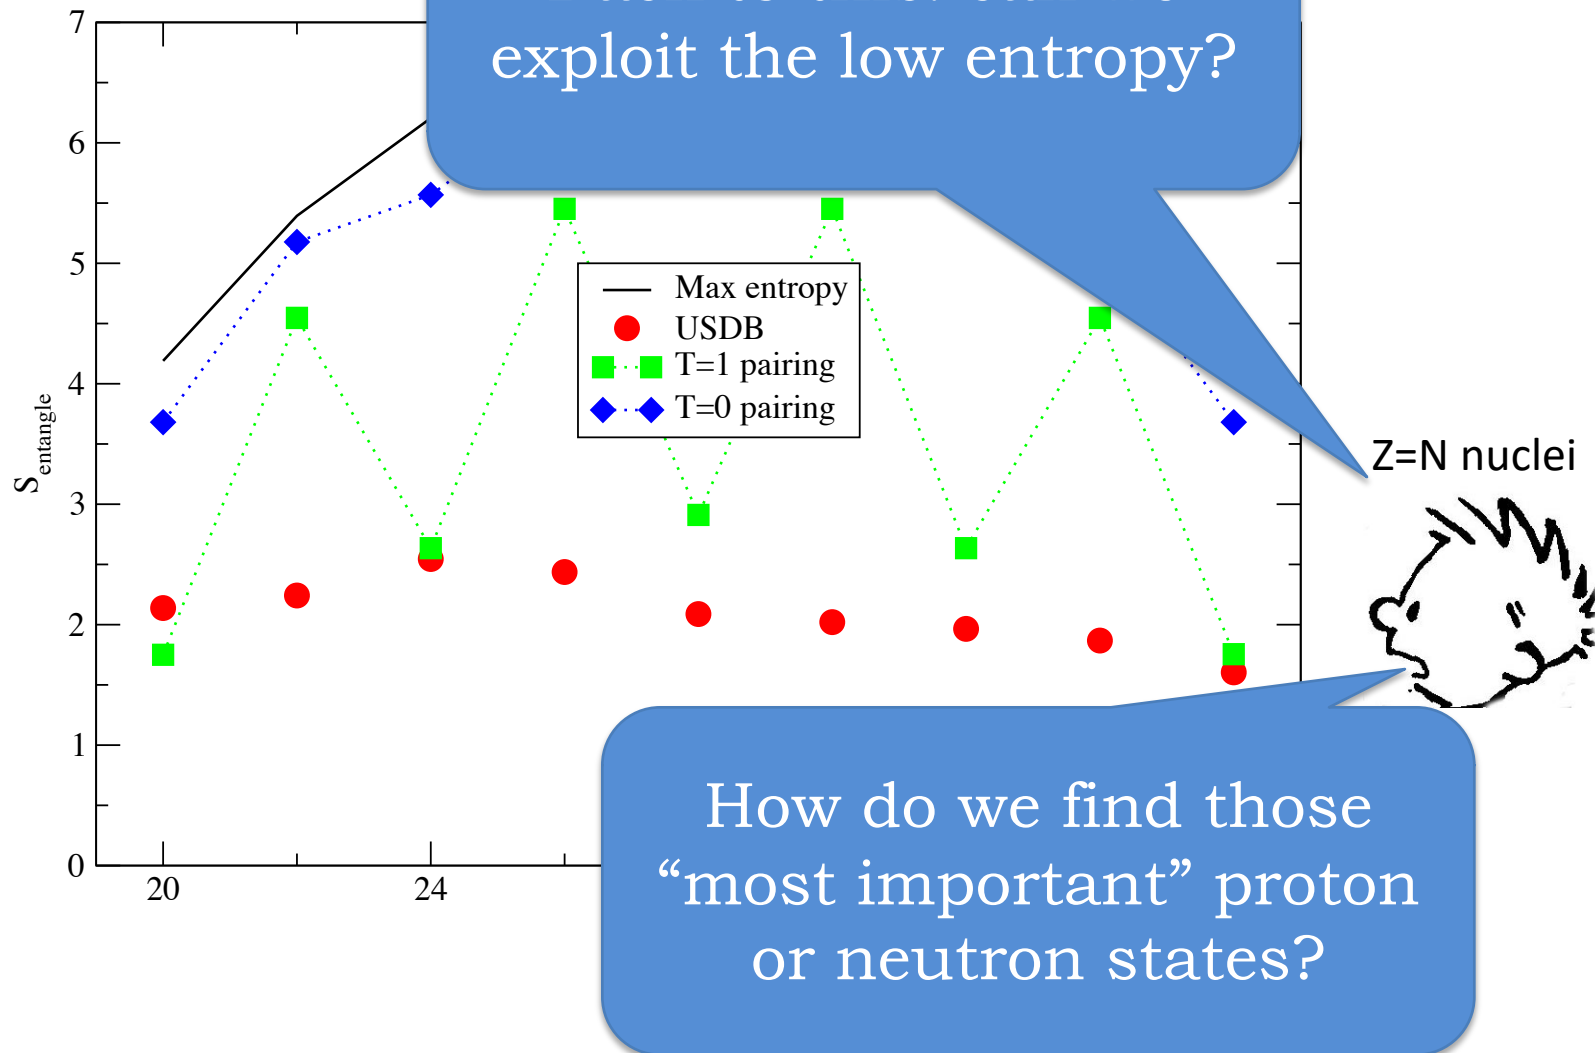 exploit the low entropy?
7
6
5
4
3
2
1
0
S entangle
Max entropy
USDB
T=1 pairing
T=0 pairing
Z=N nuclei
20
24
How do we find those
“most important” proton
or neutron states?